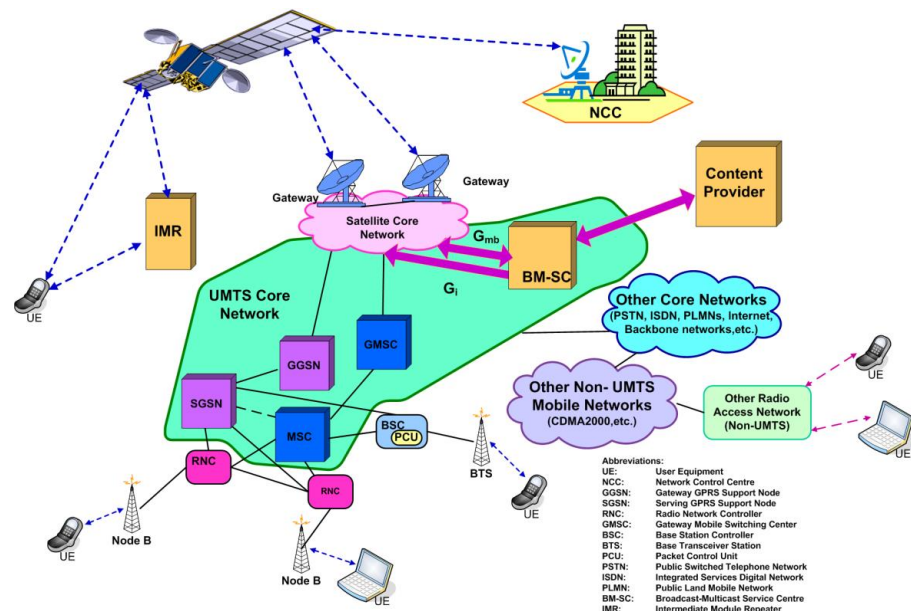 NCC
Content
Provider
Gateway
Gateway
Satellite Core
Network
IMR
Gmb
BM-SC
Gi
UE
UMTS Core
Network
Other Core Networks
(PSTN, ISDN, PLMNs, Internet,
Backbone networks,etc.)
GMSC
GGSN
UE
Other Non- UMTS
Mobile Networks
(CDMA2000,etc.)
Other Radio
Access Network
(Non-UMTS)
SGSN
BSC
PCU
MSC
UE
RNC
BTS
RNC
UE
Node B
UE
Node B
UE
Abbreviations:
UE: User Equipment
NCC: Network Control Centre
GGSN: Gateway GPRS Support Node
SGSN: Serving GPRS Support Node
RNC: Radio Network Controller
GMSC: Gateway Mobile Switching Center
BSC: Base Station Controller
BTS: Base Transceiver Station
PCU: Packet Control Unit
PSTN: Public Switched Telephone Network
ISDN: Integrated Services Digital Network
PLMN: Public Land Mobile Network
BM-SC: Broadcast-Multicast Service Centre
IMR: Intermediate Module Repeater